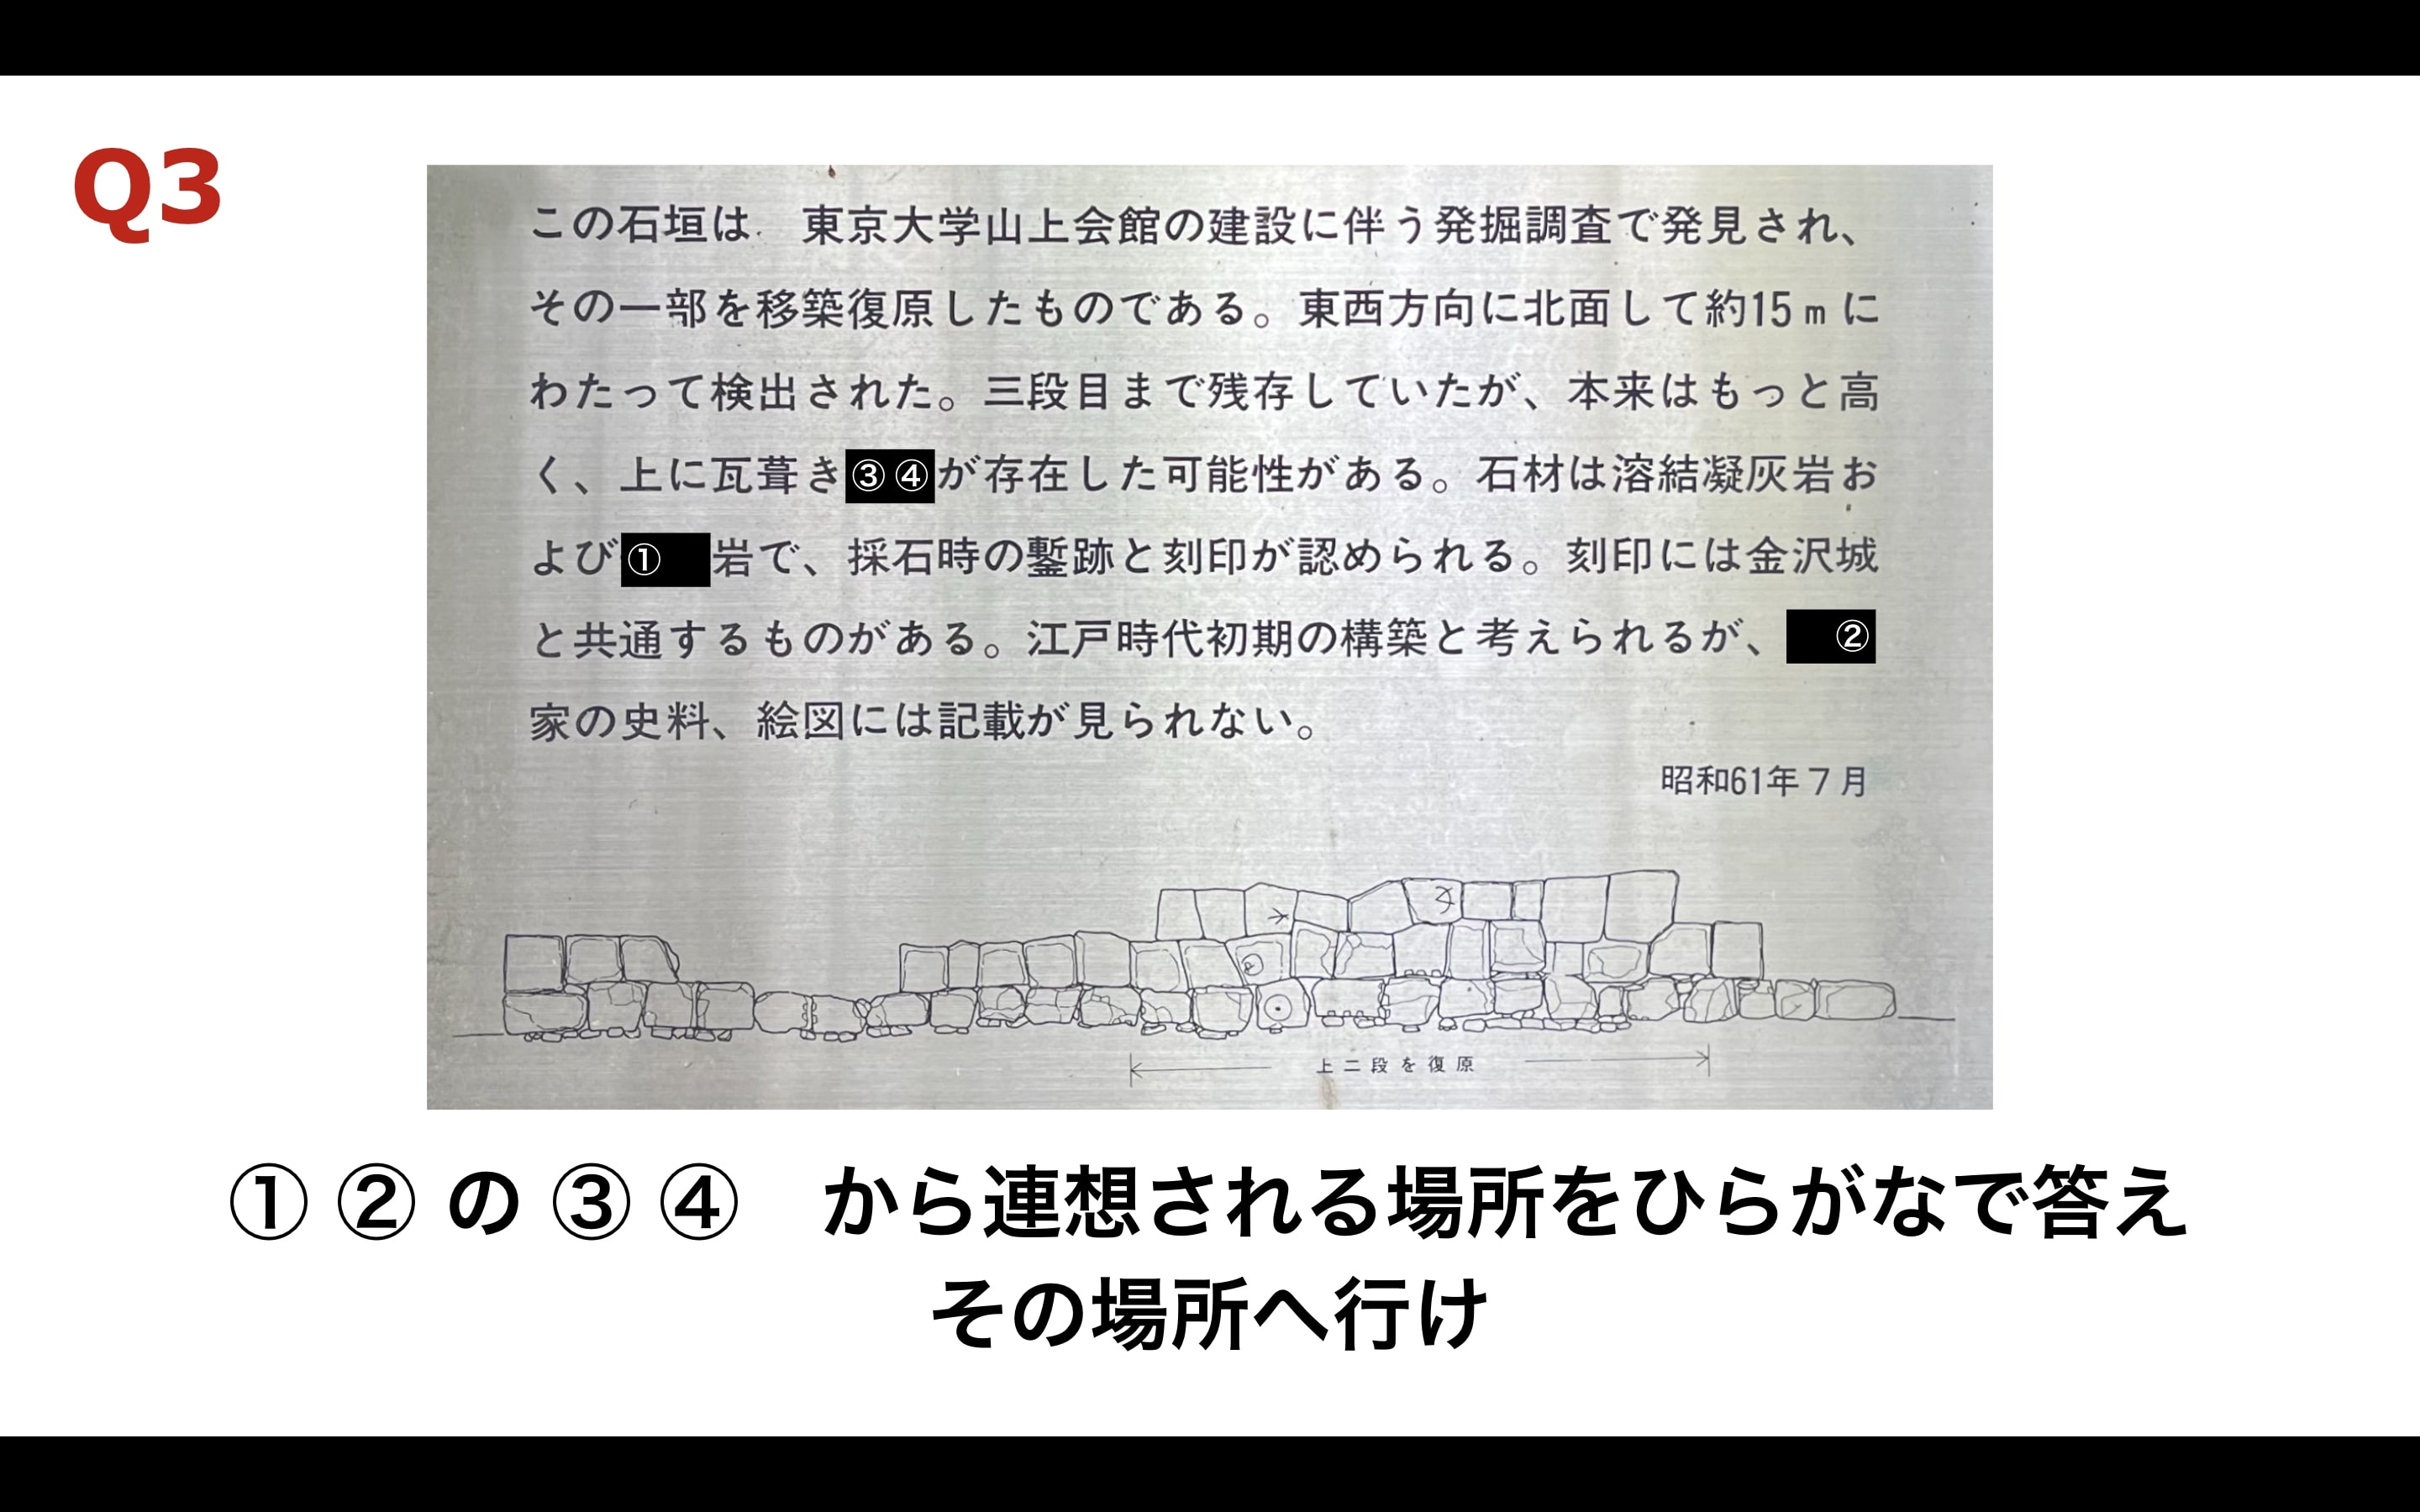 Q3
この石垣は 東京大学山上会館の建設に伴う発掘調査で発見され、
その一部を移築復原したものである。東西方向に北面して約15mに
わたって検出された。三段目まで残存していたが、本来はもっと高
く、上に瓦葺き③④が存在した可能性がある。石材は溶結凝灰岩お
よび①岩で、採石時の鏨跡と刻印が認められる。刻印には金沢城
と共通するものがある。江戸時代初期の構築と考えられるが、②
家の史料、絵図には記載が見られない。
昭和61年7月
上二段を復原
①②の③④ から連想される場所をひらがなで答え
その場所へ行け